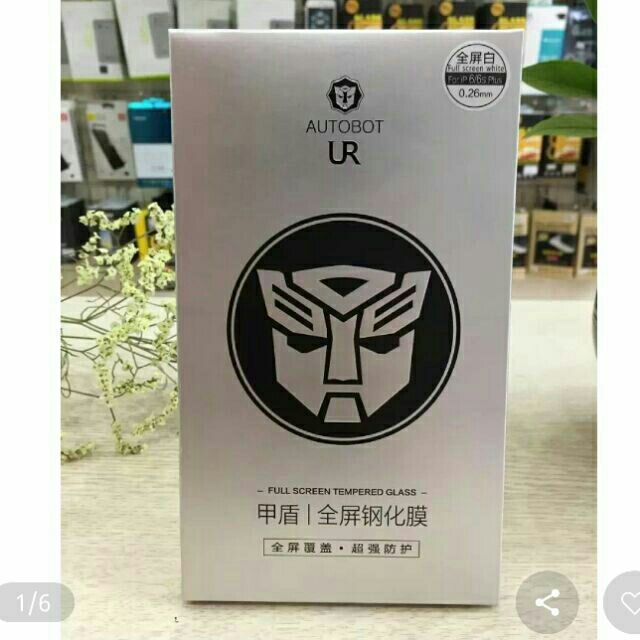 全屏白
Full screen white
For iP 6/6S Plus
0.26mm
AUTOBOT
UR
– FULL SCREEN TEMPERED GLASS –
甲盾|全屏钢化膜
全屏覆盖·超强防护
1/6